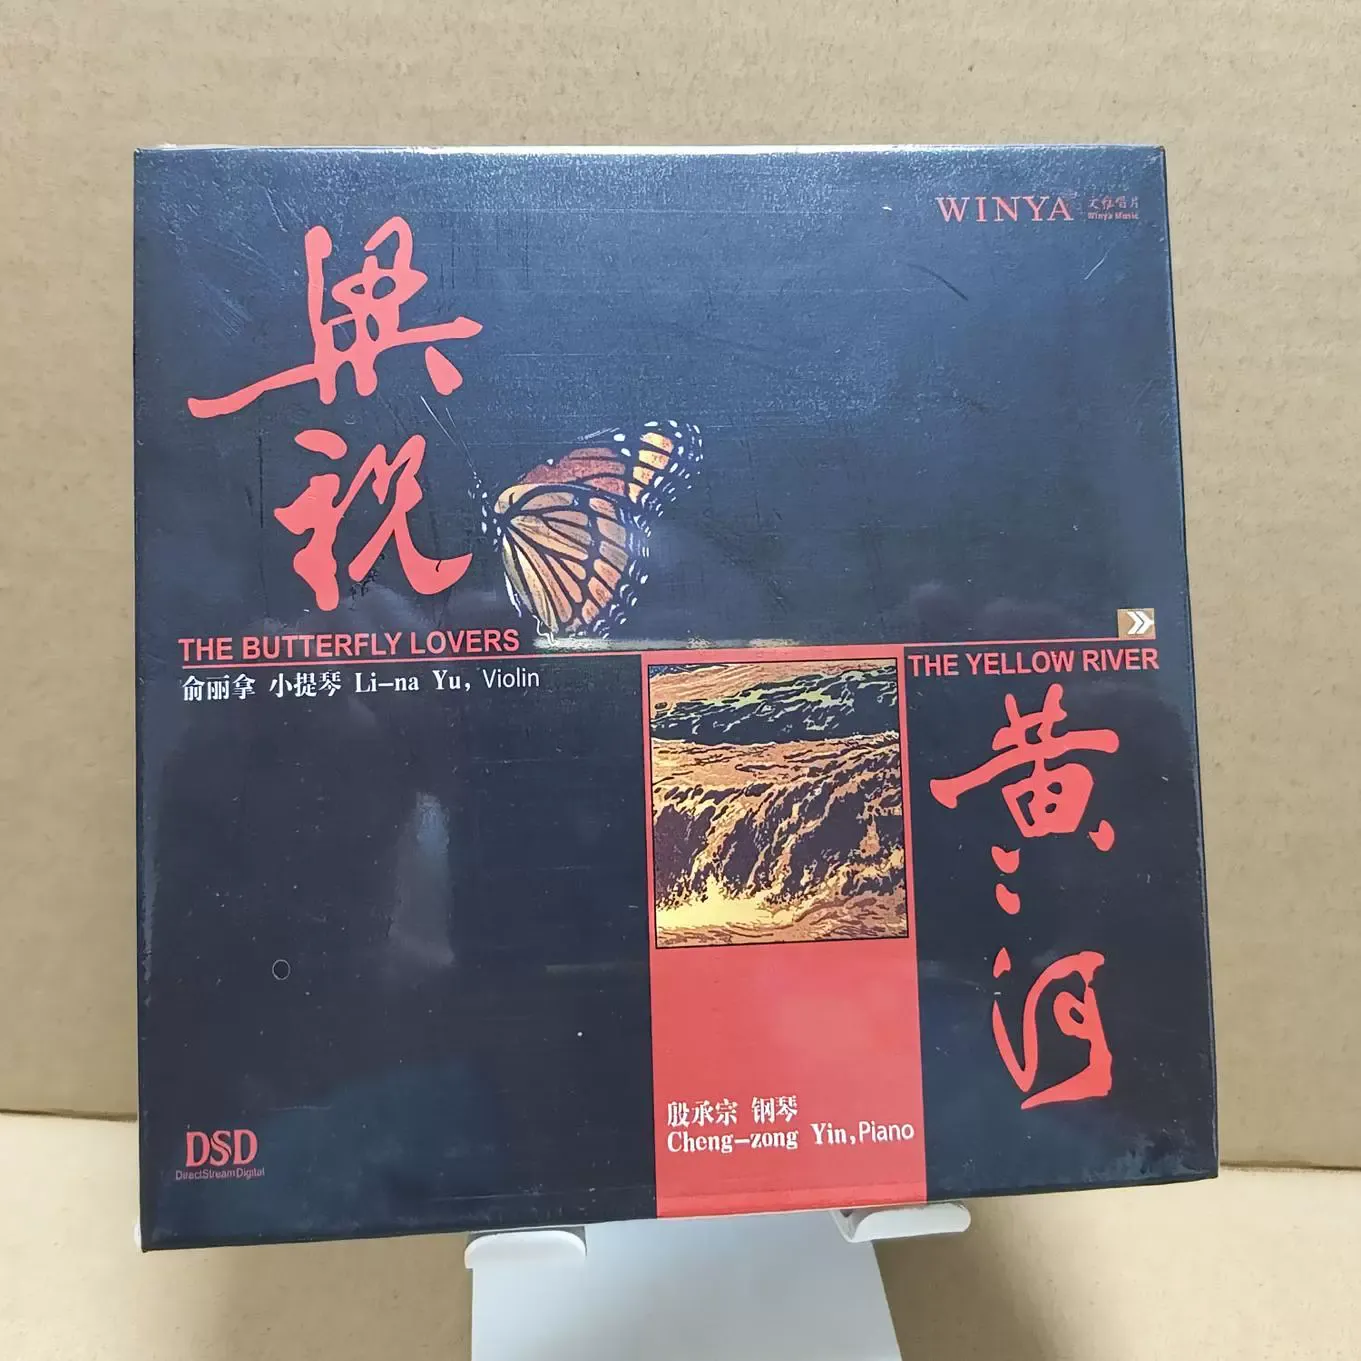 WINYA 文雅唱片
Winya Music
梁
祝
THE BUTTERFLY LOVERS
俞丽拿 小提琴 Li-na Yu, Violin
THE YELLOW RIVER
黄
河
殷承宗 钢琴
Cheng-zong Yin, Piano
DSD
DirectStreamDigital